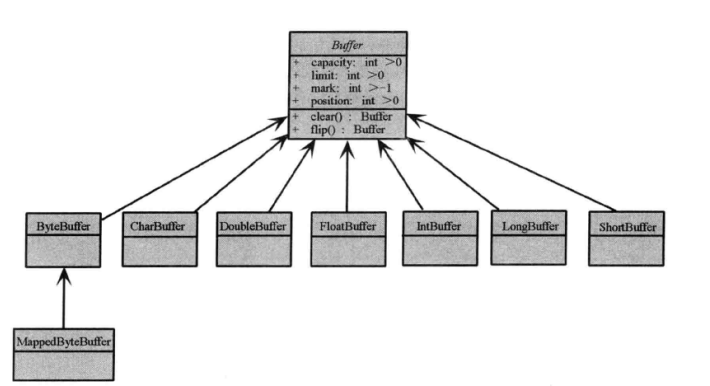 Buffer
+ capacity: int >0
+ limit: int >0
+ mark: int >-1
+ position: int >0
+ clear() : Buffer
+ flip() : Buffer
ByteBuffer CharBuffer DoubleBuffer FloatBuffer IntBuffer LongBuffer ShortBuffer
MappedByteBuffer